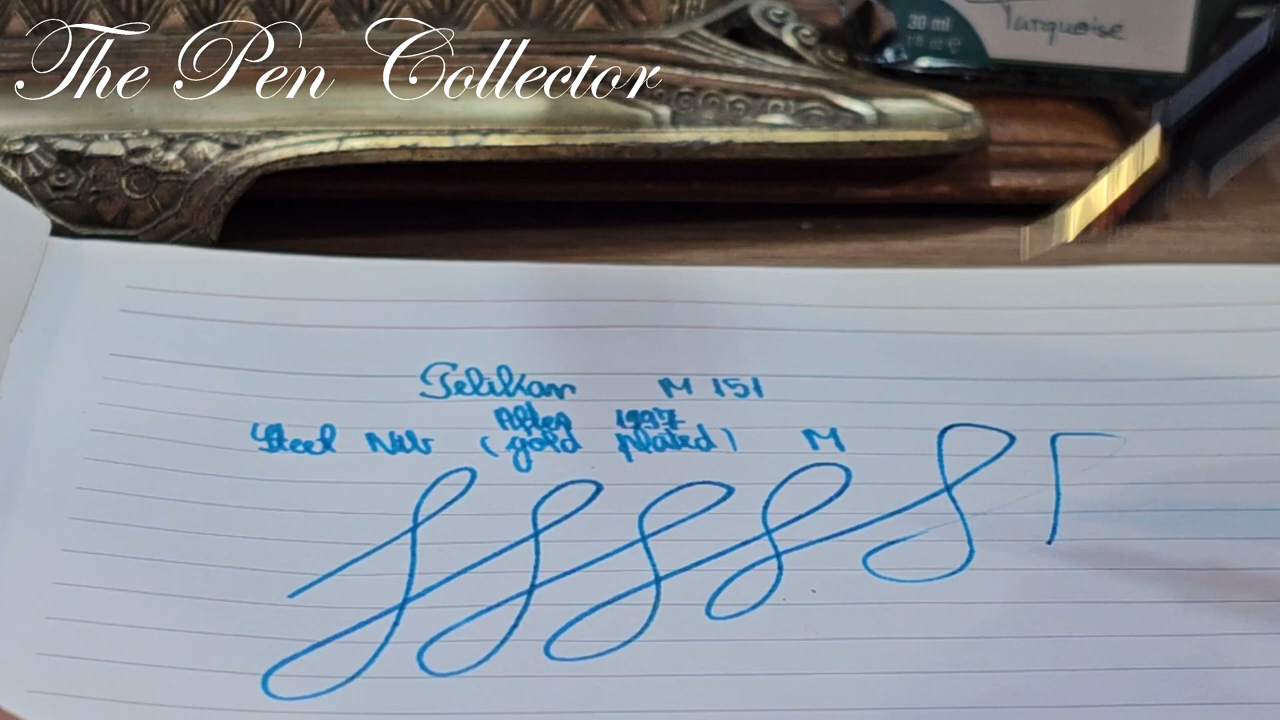 The Pen Collector
30 ml
Turquoise
Pelikan M 151
After 1997
Steel Nib (gold plated) M